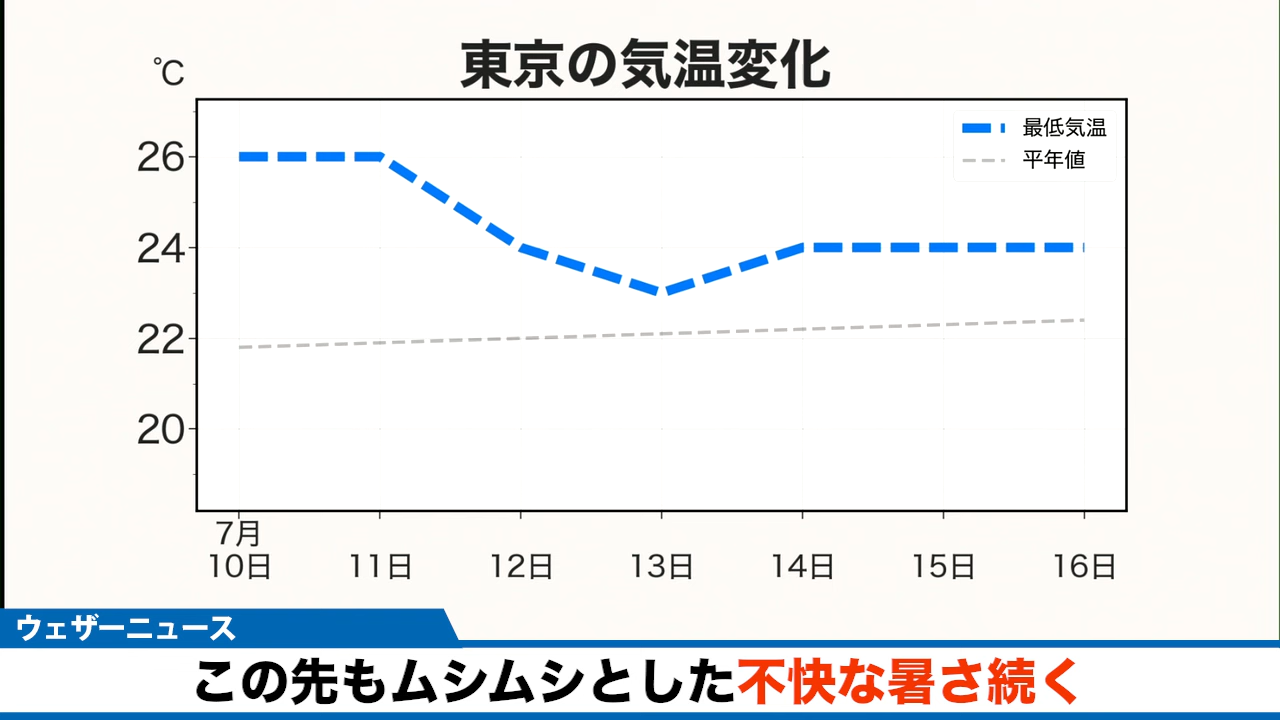 東京の気温変化
℃
最低気温
平年値
26
24
22
20
7月
10日 11日 12日 13日 14日 15日 16日
ウェザーニュース
この先もムシムシとした不快な暑さ続く